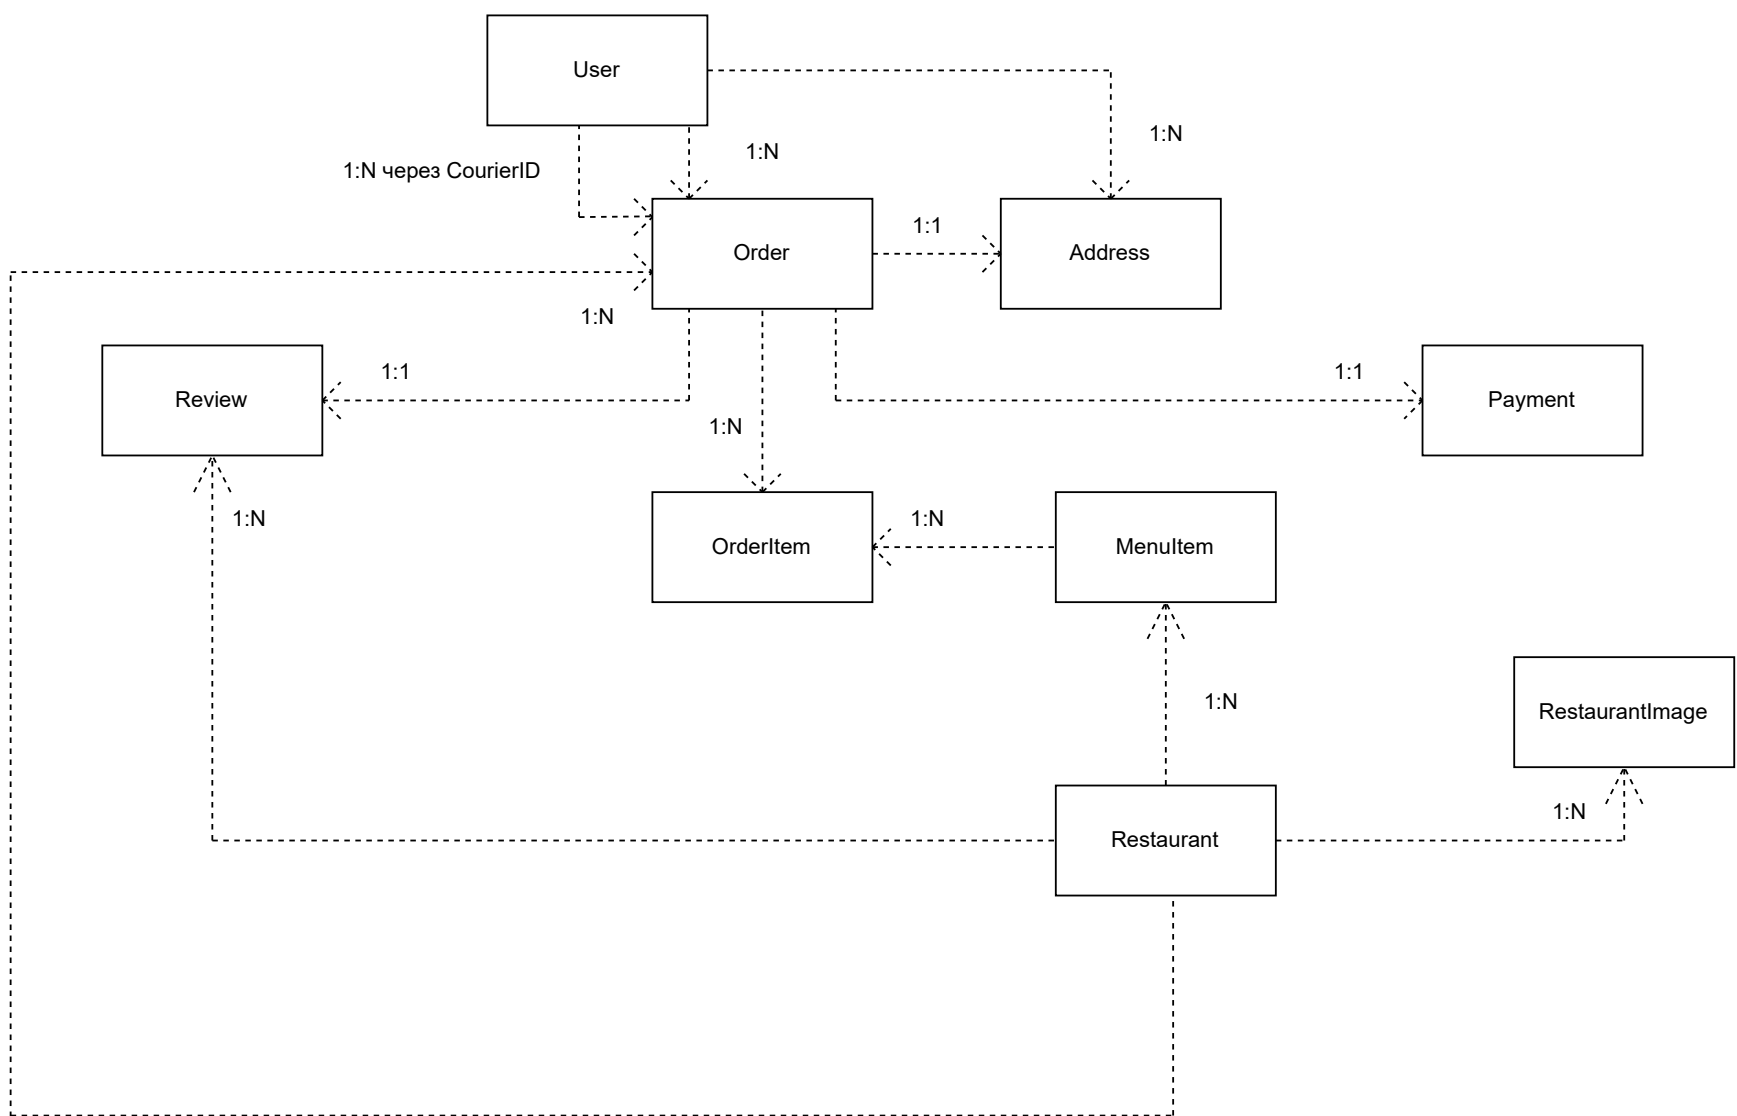 User
1:N
1:N
1:N через CourierID
1:1
Order
Address
1:N
1:1
1:1
Review
Payment
1:N
1:N
1:N
OrderItem
MenuItem
1:N
RestaurantImage
1:N
Restaurant